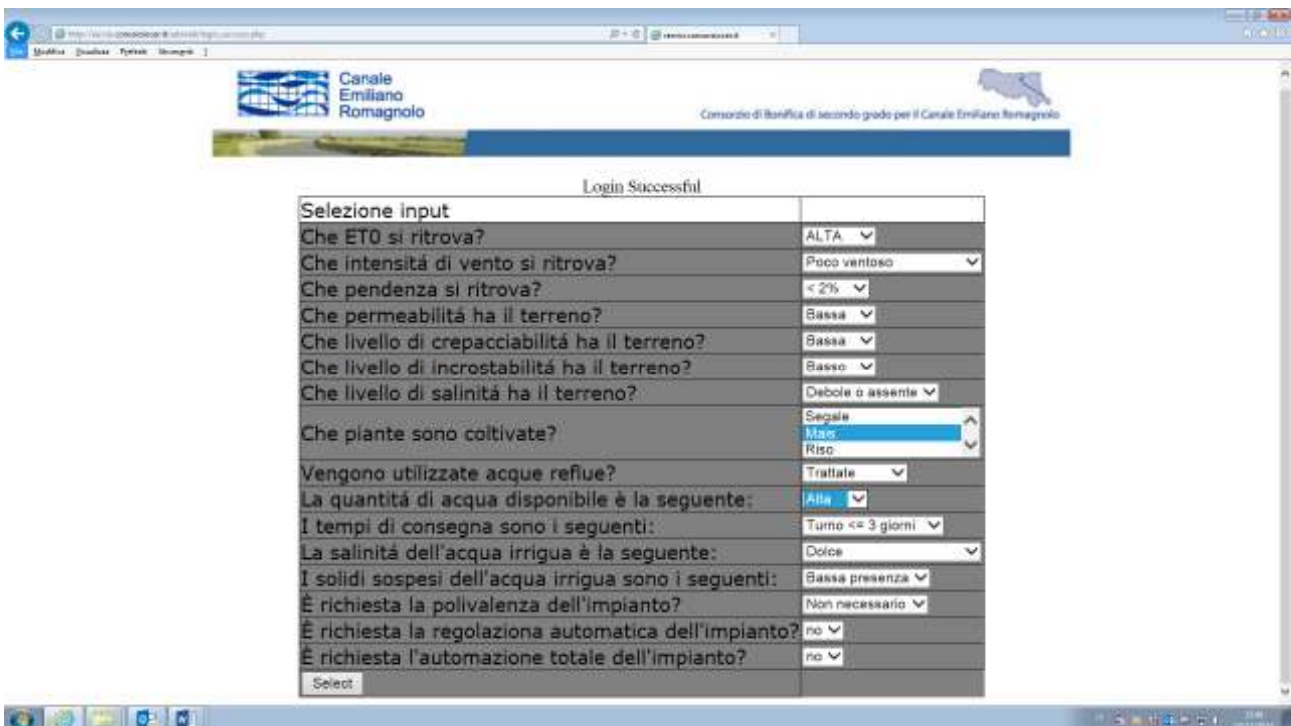 Canale
Emiliano
Romagnolo
Consorzio di Bonifica di secondo grado per il Canale Emiliano Romagnolo
Login Successful
Selezione input
Che ET0 si ritrova? ALTA
Che intensitá di vento si ritrova? Poco ventoso
Che pendenza si ritrova? < 2%
Che permeabilitá ha il terreno? Bassa
Che livello di crepacciabilitá ha il terreno? Bassa
Che livello di incrostabilitá ha il terreno? Basso
Che livello di salinitá ha il terreno? Debole o assente
Segale
Che piante sono coltivate? Mais
Riso
Vengono utilizzate acque reflue? Trattate
La quantitá di acqua disponibile è la seguente: Alta
I tempi di consegna sono i seguenti: Turno <= 3 giorni
La salinitá dell'acqua irrigua è la seguente: Dolce
I solidi sospesi dell'acqua irrigua sono i seguenti: Bassa presenza
È richiesta la polivalenza dell'impianto? Non necessario
È richiesta la regolaziona automatica dell'impianto? no
È richiesta l'automazione totale dell'impianto? no
Select